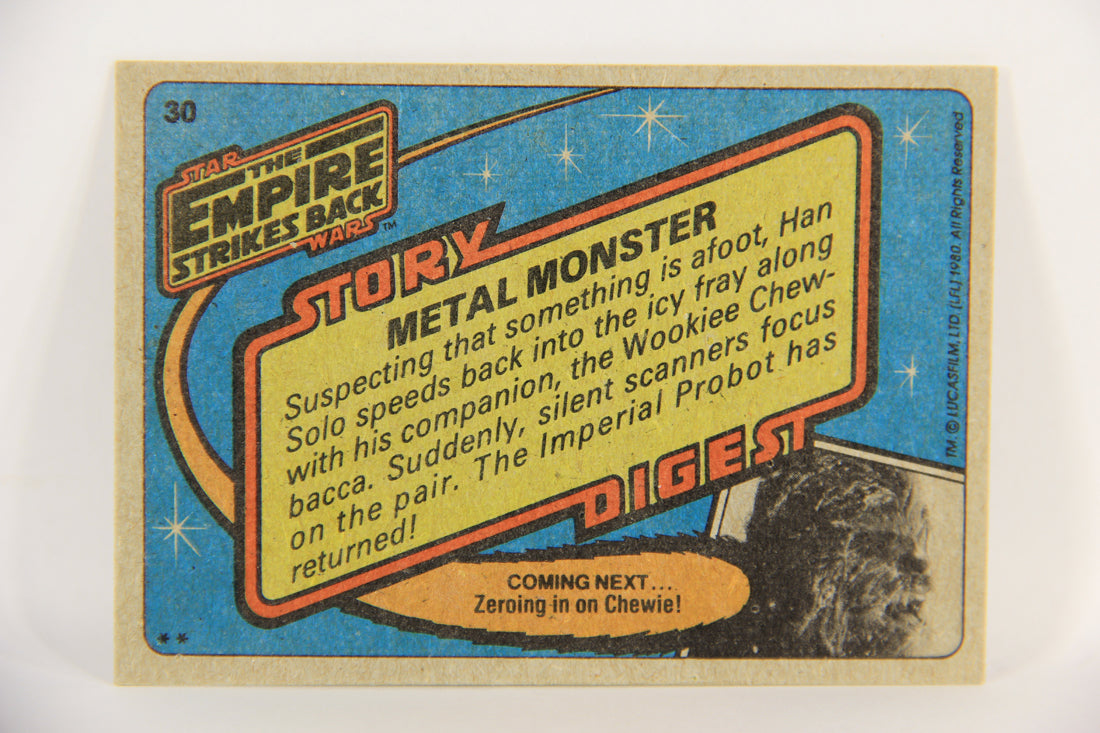 30
STAR
THE
EMPIRE
STRIKES BACK
WARS™
STORY
METAL MONSTER
Suspecting that something is afoot, Han
Solo speeds back into the icy fray along
with his companion, the Wookiee Chew-
bacca. Suddenly, silent scanners focus
on the pair. The Imperial Probot has
returned!
DIGEST
COMING NEXT...
Zeroing in on Chewie!
**
TM. © LUCASFILM, LTD. (LFL) 1980. All Rights Reserved